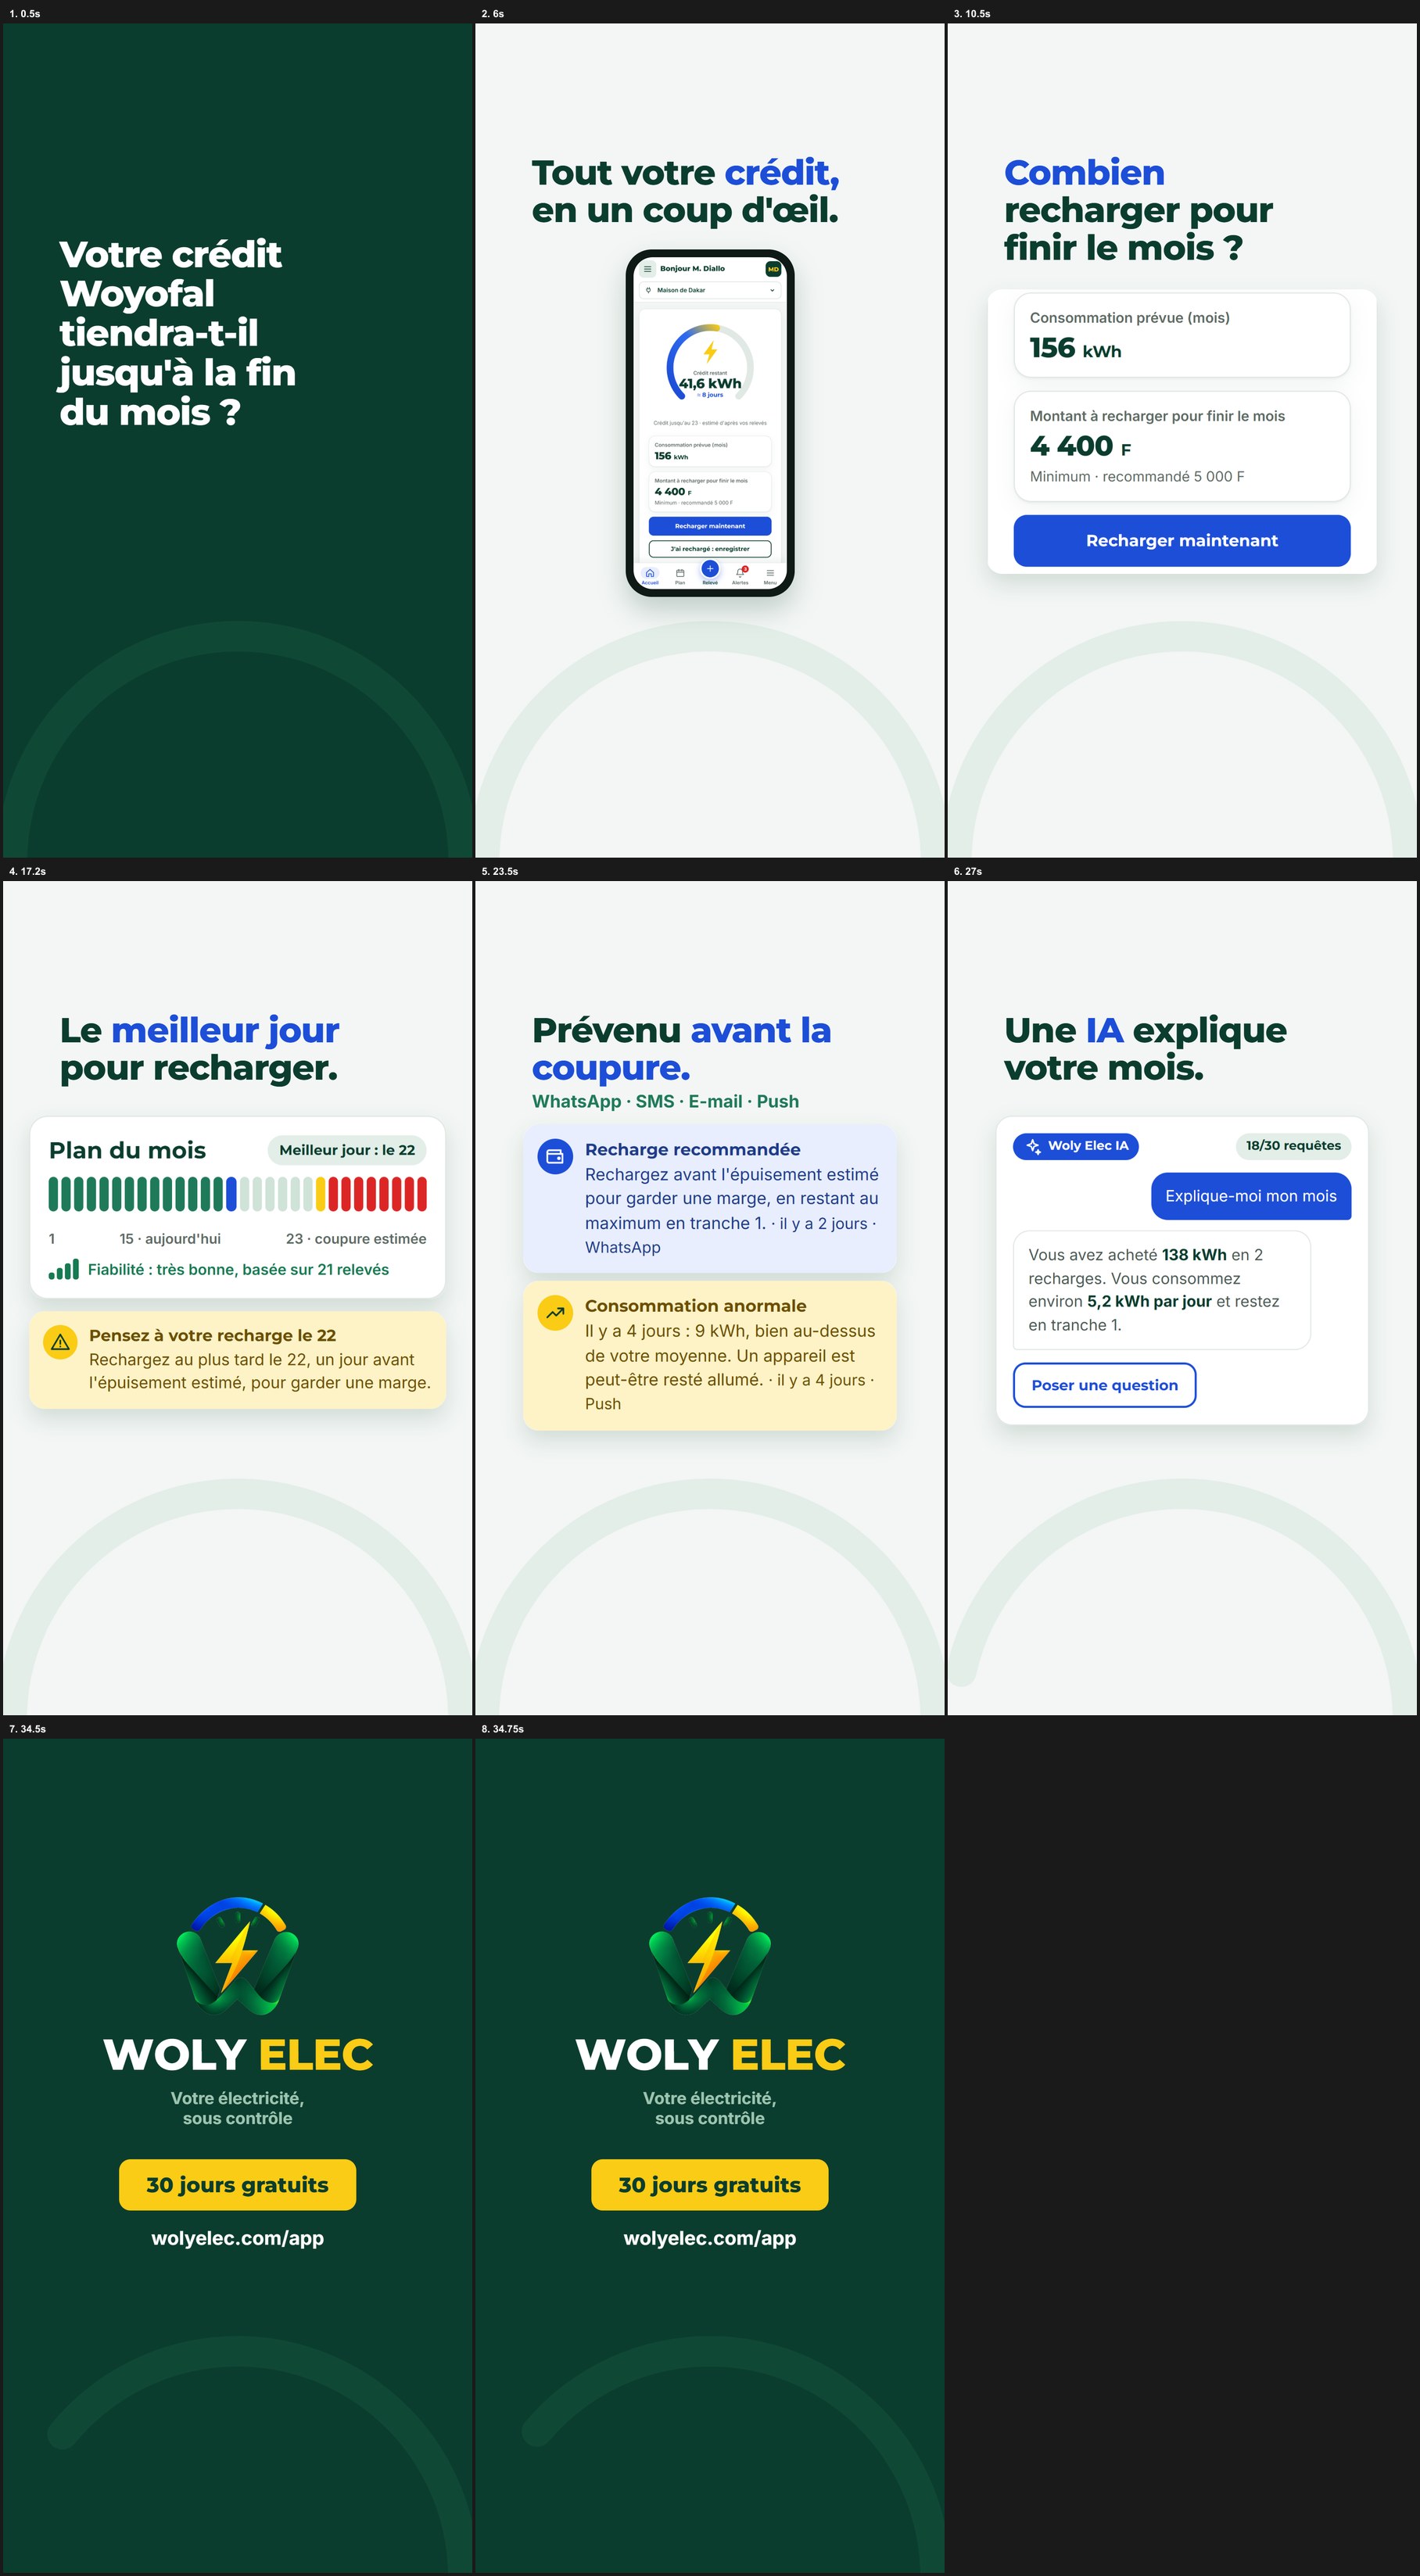 1. 0.5s
Votre crédit
Woyofal
tiendra-t-il
jusqu'à la fin
du mois ?
2. 6s
Tout votre crédit,
en un coup d'œil.
Bonjour M. Diallo
MD
Maison de Dakar
Crédit restant
41,6 kWh
≈ 8 jours
Crédit jusqu'au 23 · estimé d'après vos relevés
Consommation prévue (mois)
156 kWh
Montant à recharger pour finir le mois
4 400 F
Minimum · recommandé 5 000 F
Recharger maintenant
J'ai rechargé : enregistrer
Accueil
Plan
Relevé
Alertes
Menu
3. 10.5s
Combien
recharger pour
finir le mois ?
Consommation prévue (mois)
156 kWh
Montant à recharger pour finir le mois
4 400 F
Minimum · recommandé 5 000 F
Recharger maintenant
4. 17.2s
Le meilleur jour
pour recharger.
Plan du mois
Meilleur jour : le 22
1
15 · aujourd'hui
23 · coupure estimée
Fiabilité : très bonne, basée sur 21 relevés
Pensez à votre recharge le 22
Rechargez au plus tard le 22, un jour avant
l'épuisement estimé, pour garder une marge.
5. 23.5s
Prévenu avant la
coupure.
WhatsApp · SMS · E-mail · Push
Recharge recommandée
Rechargez avant l'épuisement estimé
pour garder une marge, en restant au
maximum en tranche 1. · il y a 2 jours ·
WhatsApp
Consommation anormale
Il y a 4 jours : 9 kWh, bien au-dessus
de votre moyenne. Un appareil est
peut-être resté allumé. · il y a 4 jours ·
Push
6. 27s
Une IA explique
votre mois.
Woly Elec IA
18/30 requêtes
Explique-moi mon mois
Vous avez acheté 138 kWh en 2
recharges. Vous consommez
environ 5,2 kWh par jour et restez
en tranche 1.
Poser une question
7. 34.5s
WOLY ELEC
Votre électricité,
sous contrôle
30 jours gratuits
wolyelec.com/app
8. 34.75s
WOLY ELEC
Votre électricité,
sous contrôle
30 jours gratuits
wolyelec.com/app